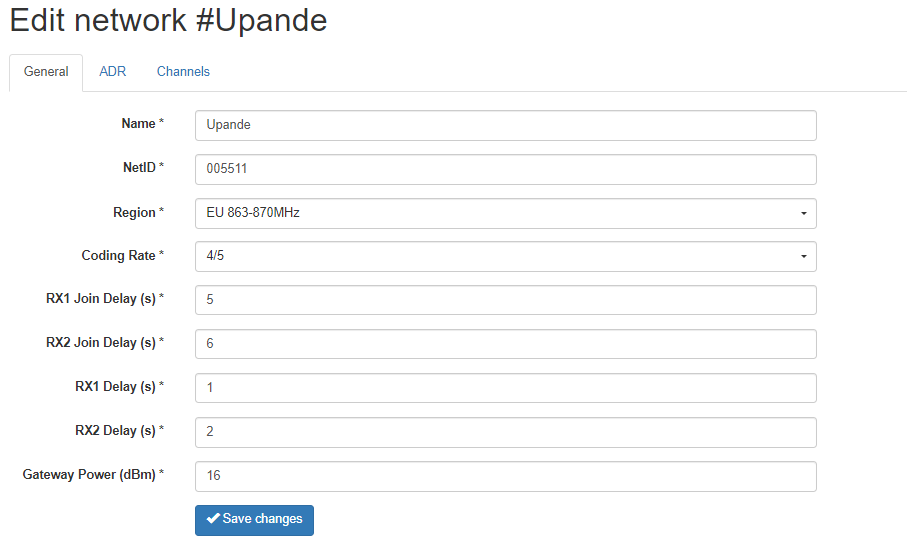 Edit network #Upande
General ADR Channels
Name * Upande
NetID * 005511
Region * EU 863-870MHz
Coding Rate * 4/5
RX1 Join Delay (s) * 5
RX2 Join Delay (s) * 6
RX1 Delay (s) * 1
RX2 Delay (s) * 2
Gateway Power (dBm) * 16
Save changes